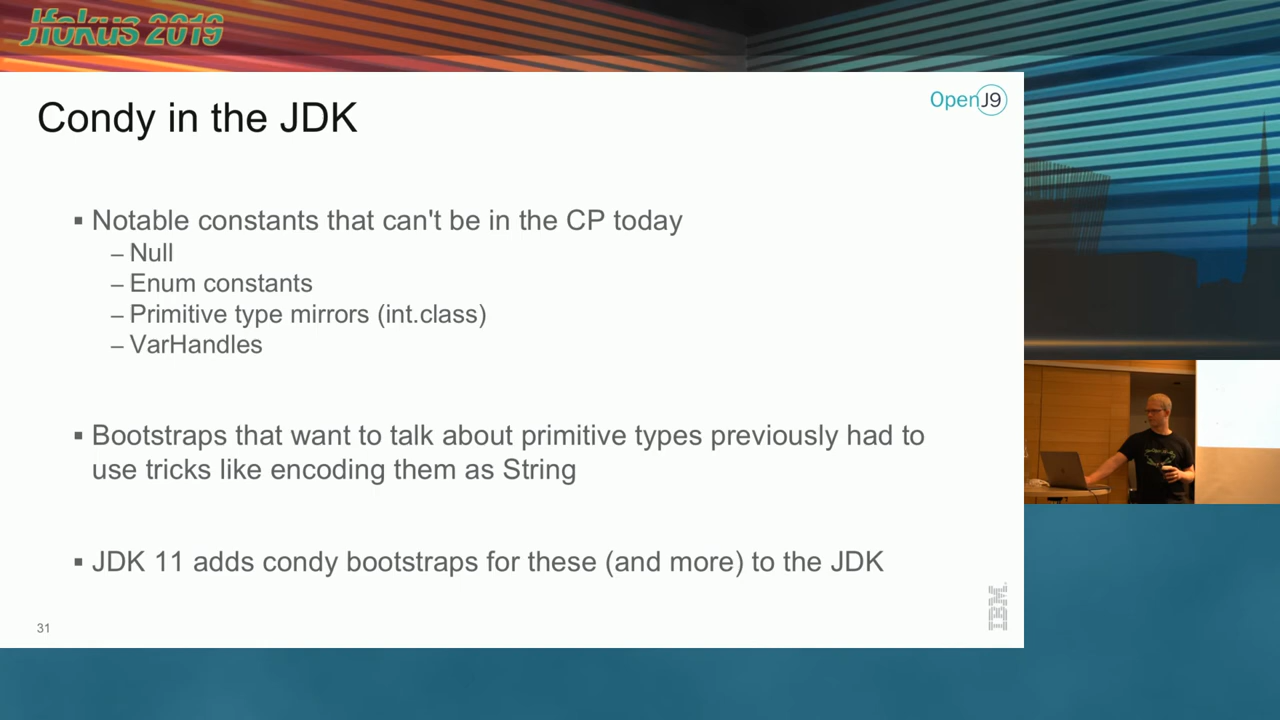 Jfokus 2019
OpenJ9
Condy in the JDK
▪ Notable constants that can't be in the CP today
– Null
– Enum constants
– Primitive type mirrors (int.class)
– VarHandles
▪ Bootstraps that want to talk about primitive types previously had to
use tricks like encoding them as String
▪ JDK 11 adds condy bootstraps for these (and more) to the JDK
IBM
31